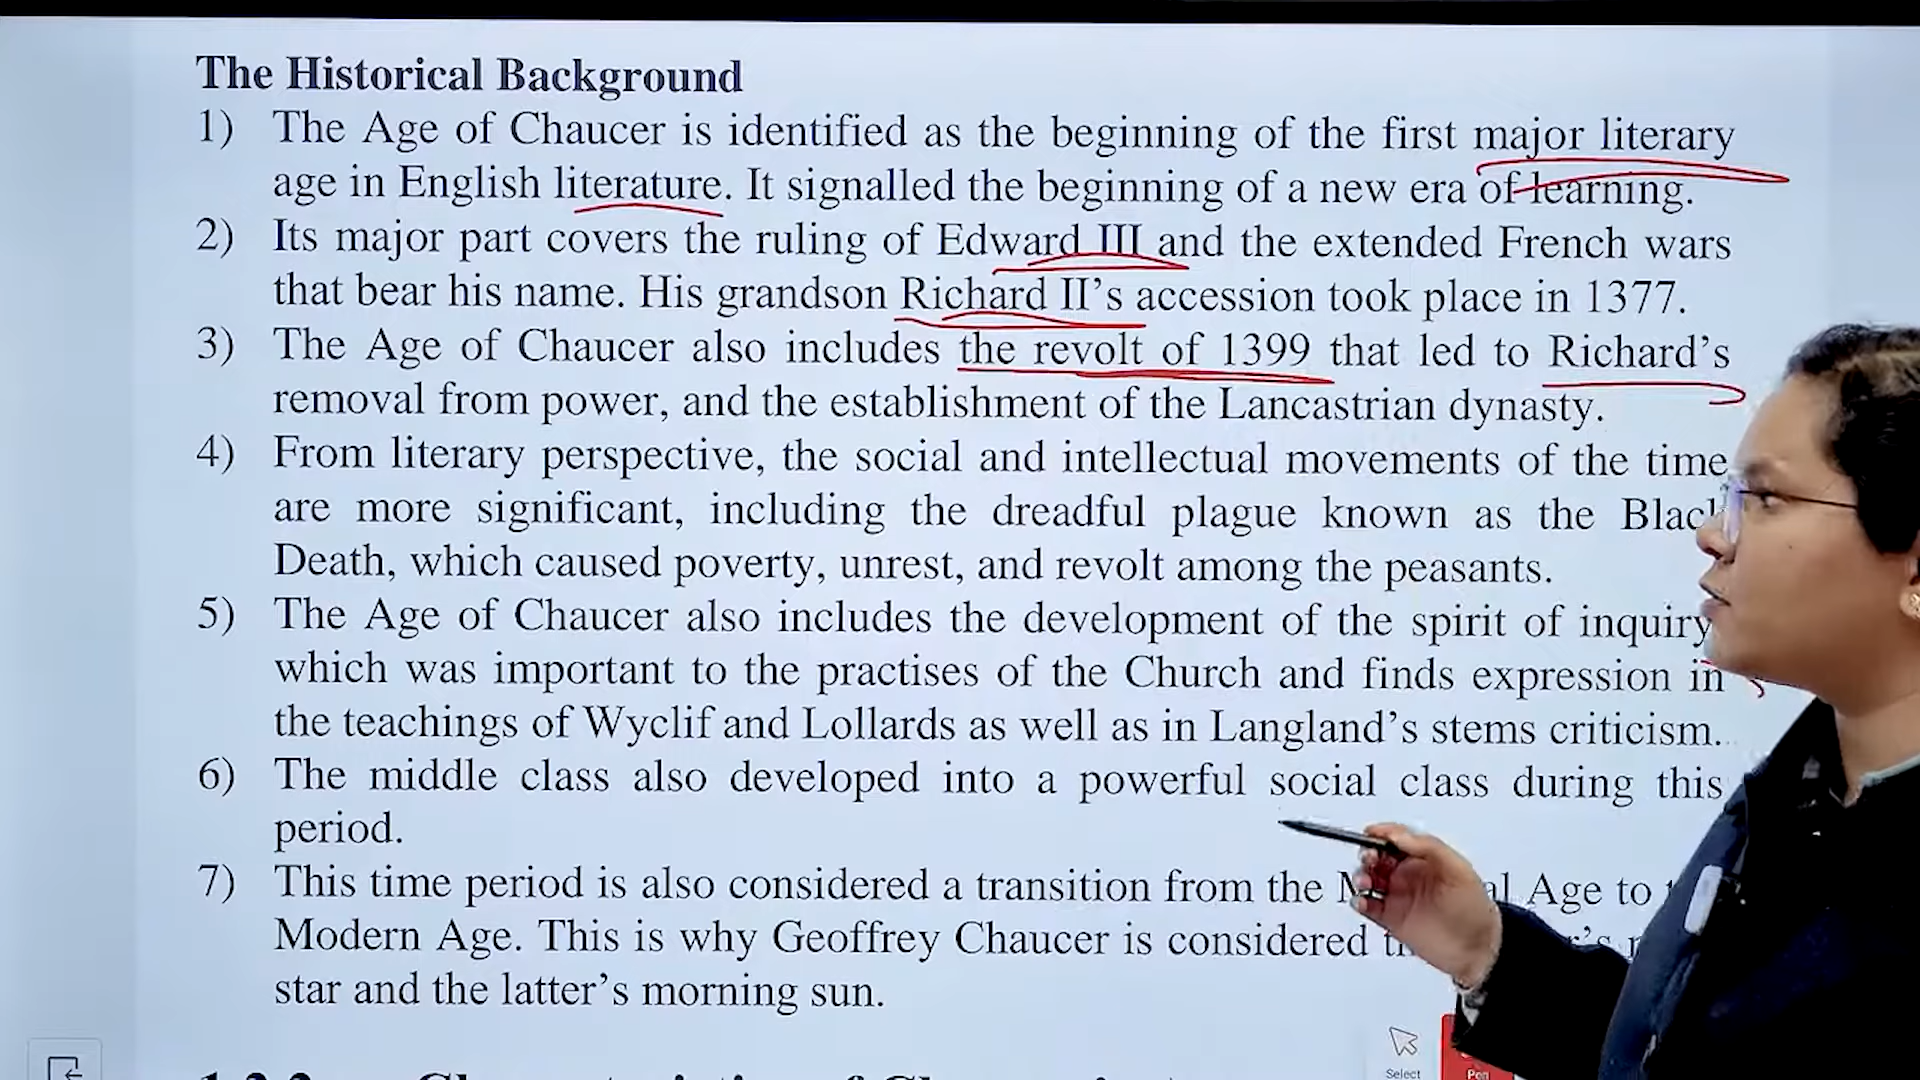 The Historical Background
1) The Age of Chaucer is identified as the beginning of the first major literary
age in English literature. It signalled the beginning of a new era of learning.
2) Its major part covers the ruling of Edward III and the extended French wars
that bear his name. His grandson Richard II's accession took place in 1377.
3) The Age of Chaucer also includes the revolt of 1399 that led to Richard's
removal from power, and the establishment of the Lancastrian dynasty.
4) From literary perspective, the social and intellectual movements of the time
are more significant, including the dreadful plague known as the Black
Death, which caused poverty, unrest, and revolt among the peasants.
5) The Age of Chaucer also includes the development of the spirit of inquiry
which was important to the practises of the Church and finds expression in
the teachings of Wyclif and Lollards as well as in Langland's stems criticism.
6) The middle class also developed into a powerful social class during this
period.
7) This time period is also considered a transition from the Age to
Modern Age. This is why Geoffrey Chaucer is considered
star and the latter's morning sun.
Select
Pen